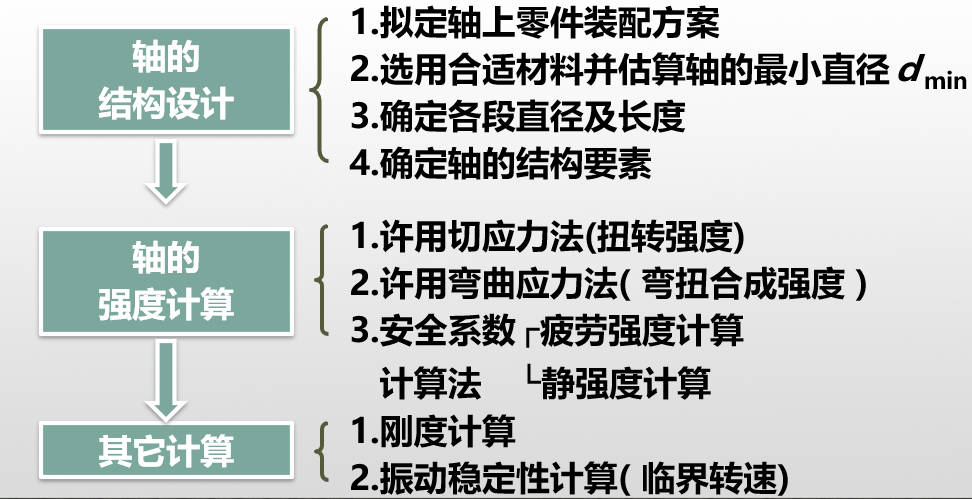 轴的
结构设计
1.拟定轴上零件装配方案
2.选用合适材料并估算轴的最小直径 d min
3.确定各段直径及长度
4.确定轴的结构要素
轴的
强度计算
1.许用切应力法(扭转强度)
2.许用弯曲应力法( 弯扭合成强度 )
3.安全系数┌疲劳强度计算
计算法 └静强度计算
其它计算
1.刚度计算
2.振动稳定性计算( 临界转速)